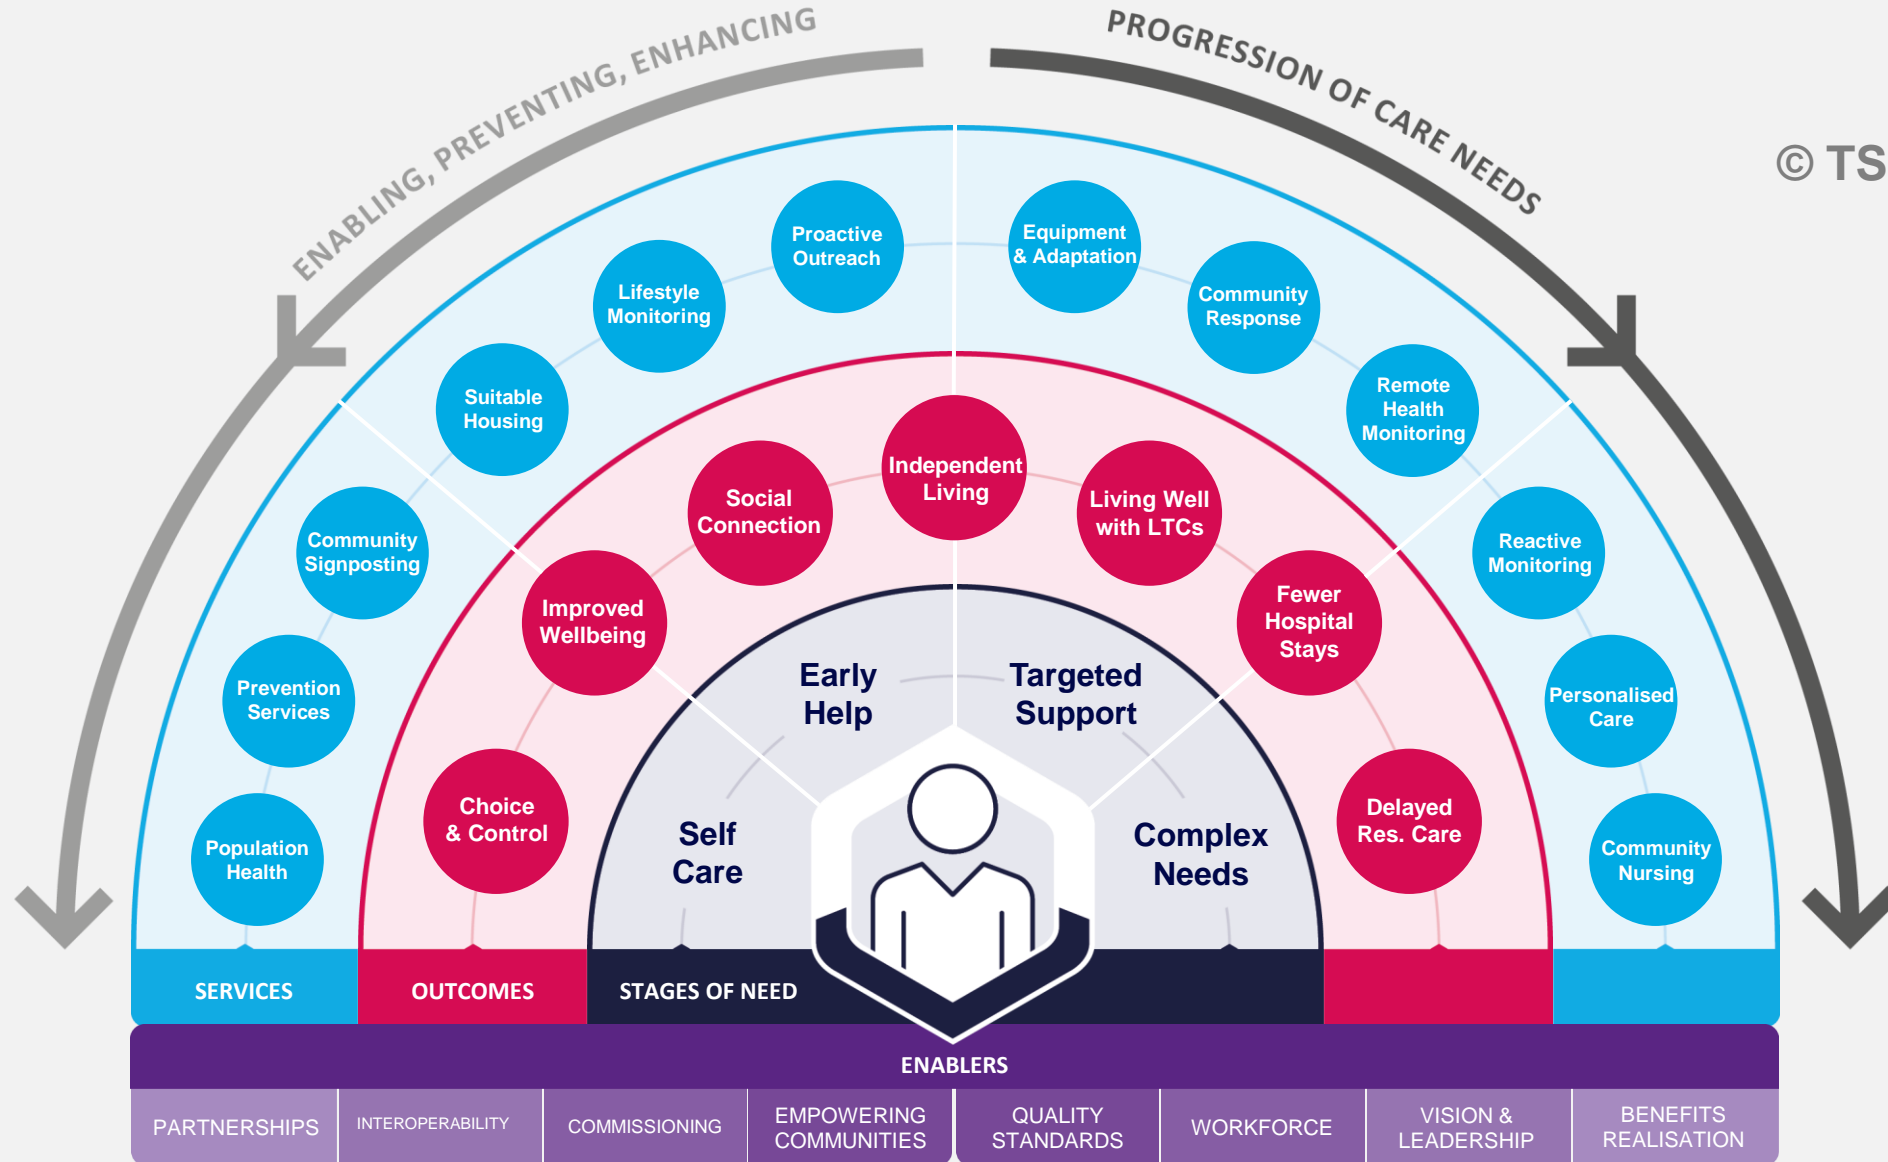 ENABLING, PREVENTING, ENHANCING
PROGRESSION OF CARE NEEDS
© TS
Proactive
Outreach
Equipment
& Adaptation
Lifestyle
Monitoring
Community
Response
Suitable
Housing
Remote
Health
Monitoring
Community
Signposting
Reactive
Monitoring
Prevention
Services
Personalised
Care
Population
Health
Community
Nursing
Independent
Living
Social
Connection
Living Well
with LTCs
Improved
Wellbeing
Fewer
Hospital
Stays
Choice
& Control
Delayed
Res. Care
Early
Help
Targeted
Support
Self
Care
Complex
Needs
SERVICES
OUTCOMES
STAGES OF NEED
ENABLERS
PARTNERSHIPS
INTEROPERABILITY
COMMISSIONING
EMPOWERING
COMMUNITIES
QUALITY
STANDARDS
WORKFORCE
VISION &
LEADERSHIP
BENEFITS
REALISATION